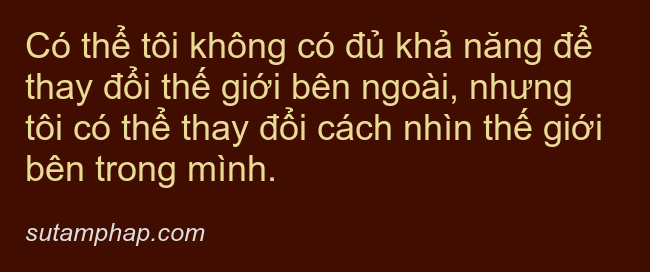 Có thể tôi không có đủ khả năng để
thay đổi thế giới bên ngoài, nhưng
tôi có thể thay đổi cách nhìn thế giới
bên trong mình.
sutamphap.com